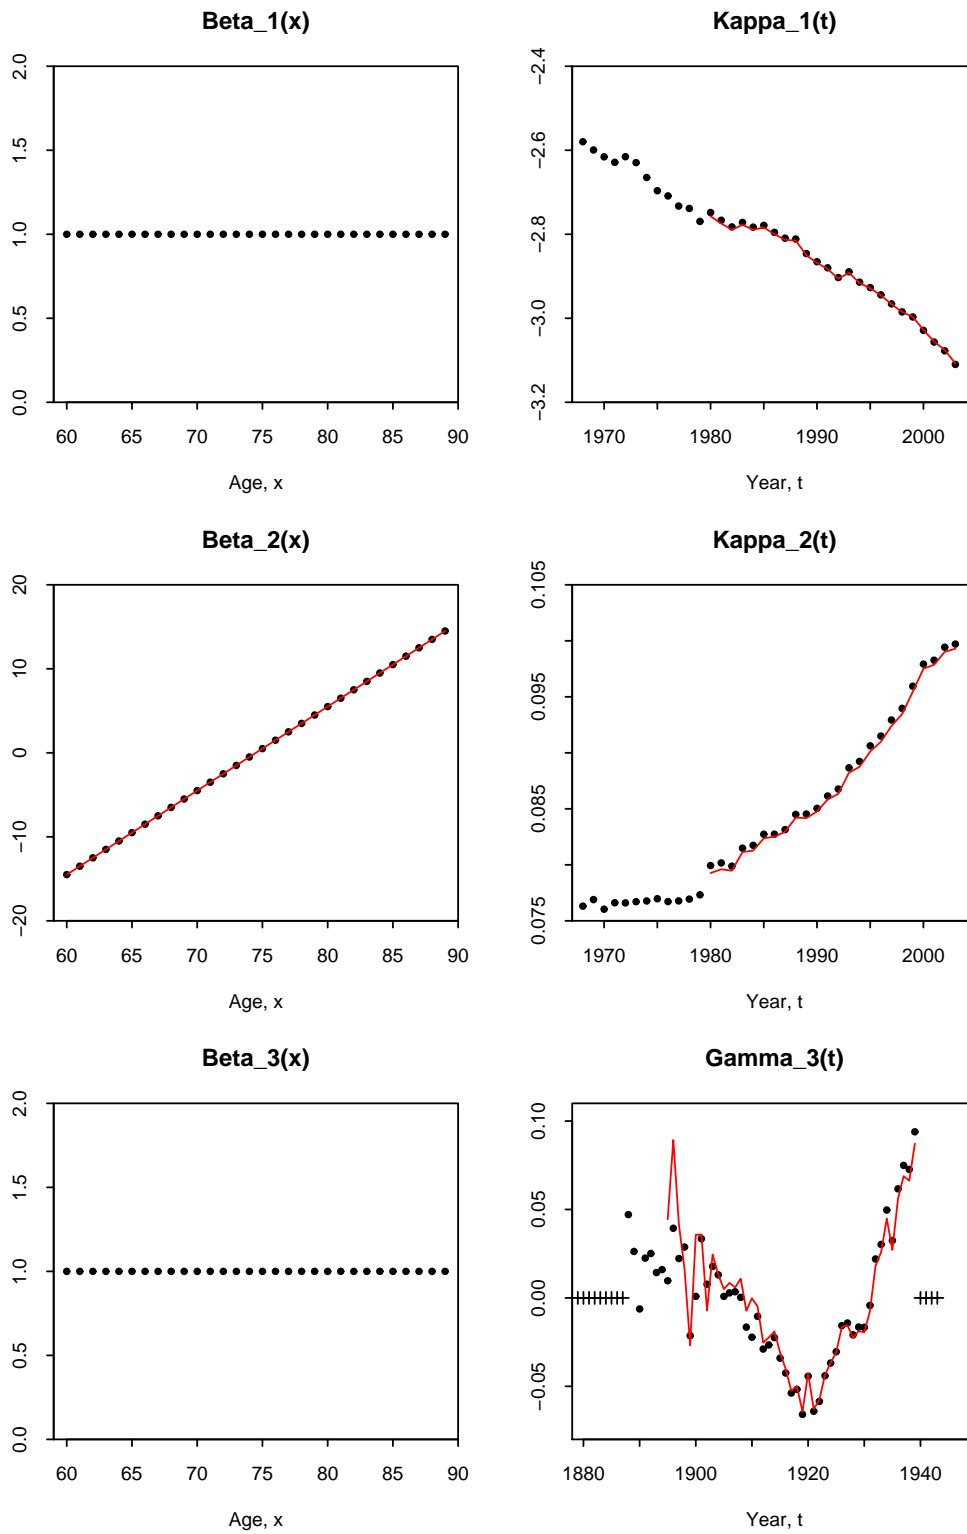 Beta_1(x)
2.0
1.5
1.0
0.5
0.0
60 65 70 75 80 85 90
Age, x
Kappa_1(t)
−2.4
−2.6
−2.8
−3.0
−3.2
1970 1980 1990 2000
Year, t
Beta_2(x)
20
10
0
−10
−20
60 65 70 75 80 85 90
Age, x
Kappa_2(t)
0.105
0.095
0.085
0.075
1970 1980 1990 2000
Year, t
Beta_3(x)
2.0
1.5
1.0
0.5
0.0
60 65 70 75 80 85 90
Age, x
Gamma_3(t)
0.10
0.05
0.00
−0.05
1880 1900 1920 1940
Year, t